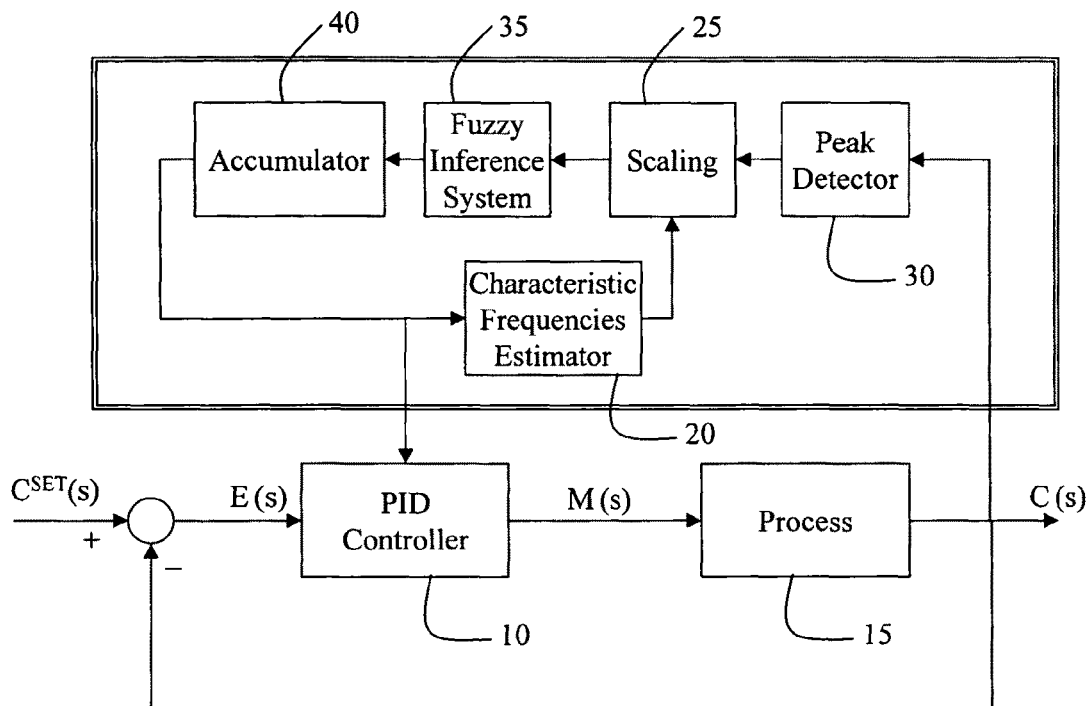 40
35
25
Accumulator
Fuzzy
Inference
System
Scaling
Peak
Detector
30
Characteristic
Frequencies
Estimator
20
C^SET(s)
+
−
E(s)
PID
Controller
M(s)
Process
C(s)
10
15